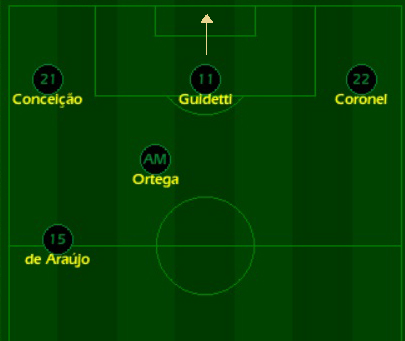 21 11 22
Conceição Guidetti Coronel
AM
Ortega
15
de Araújo